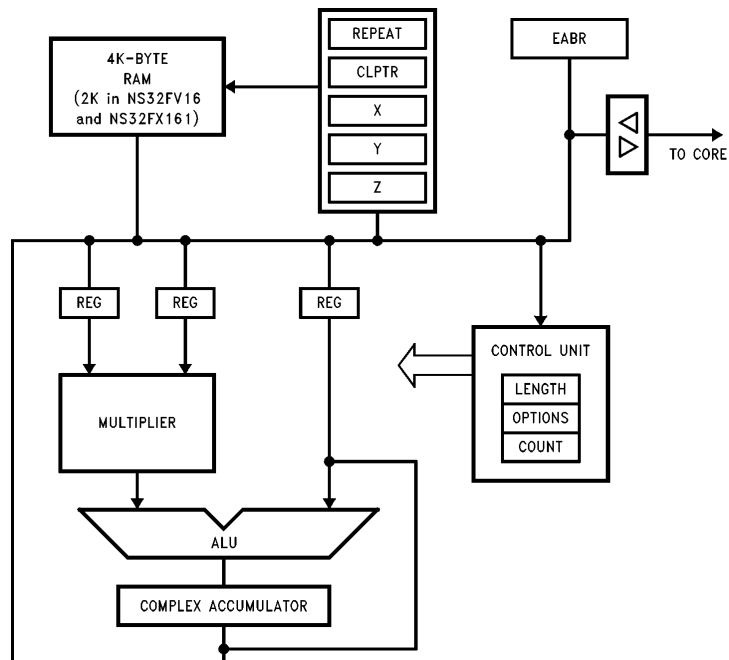 4K-BYTE
RAM
(2K in NS32FV16
and NS32FX161)
REPEAT
CLPTR
X
Y
Z
EABR
TO CORE
REG
REG
REG
CONTROL UNIT
LENGTH
OPTIONS
COUNT
MULTIPLIER
ALU
COMPLEX ACCUMULATOR